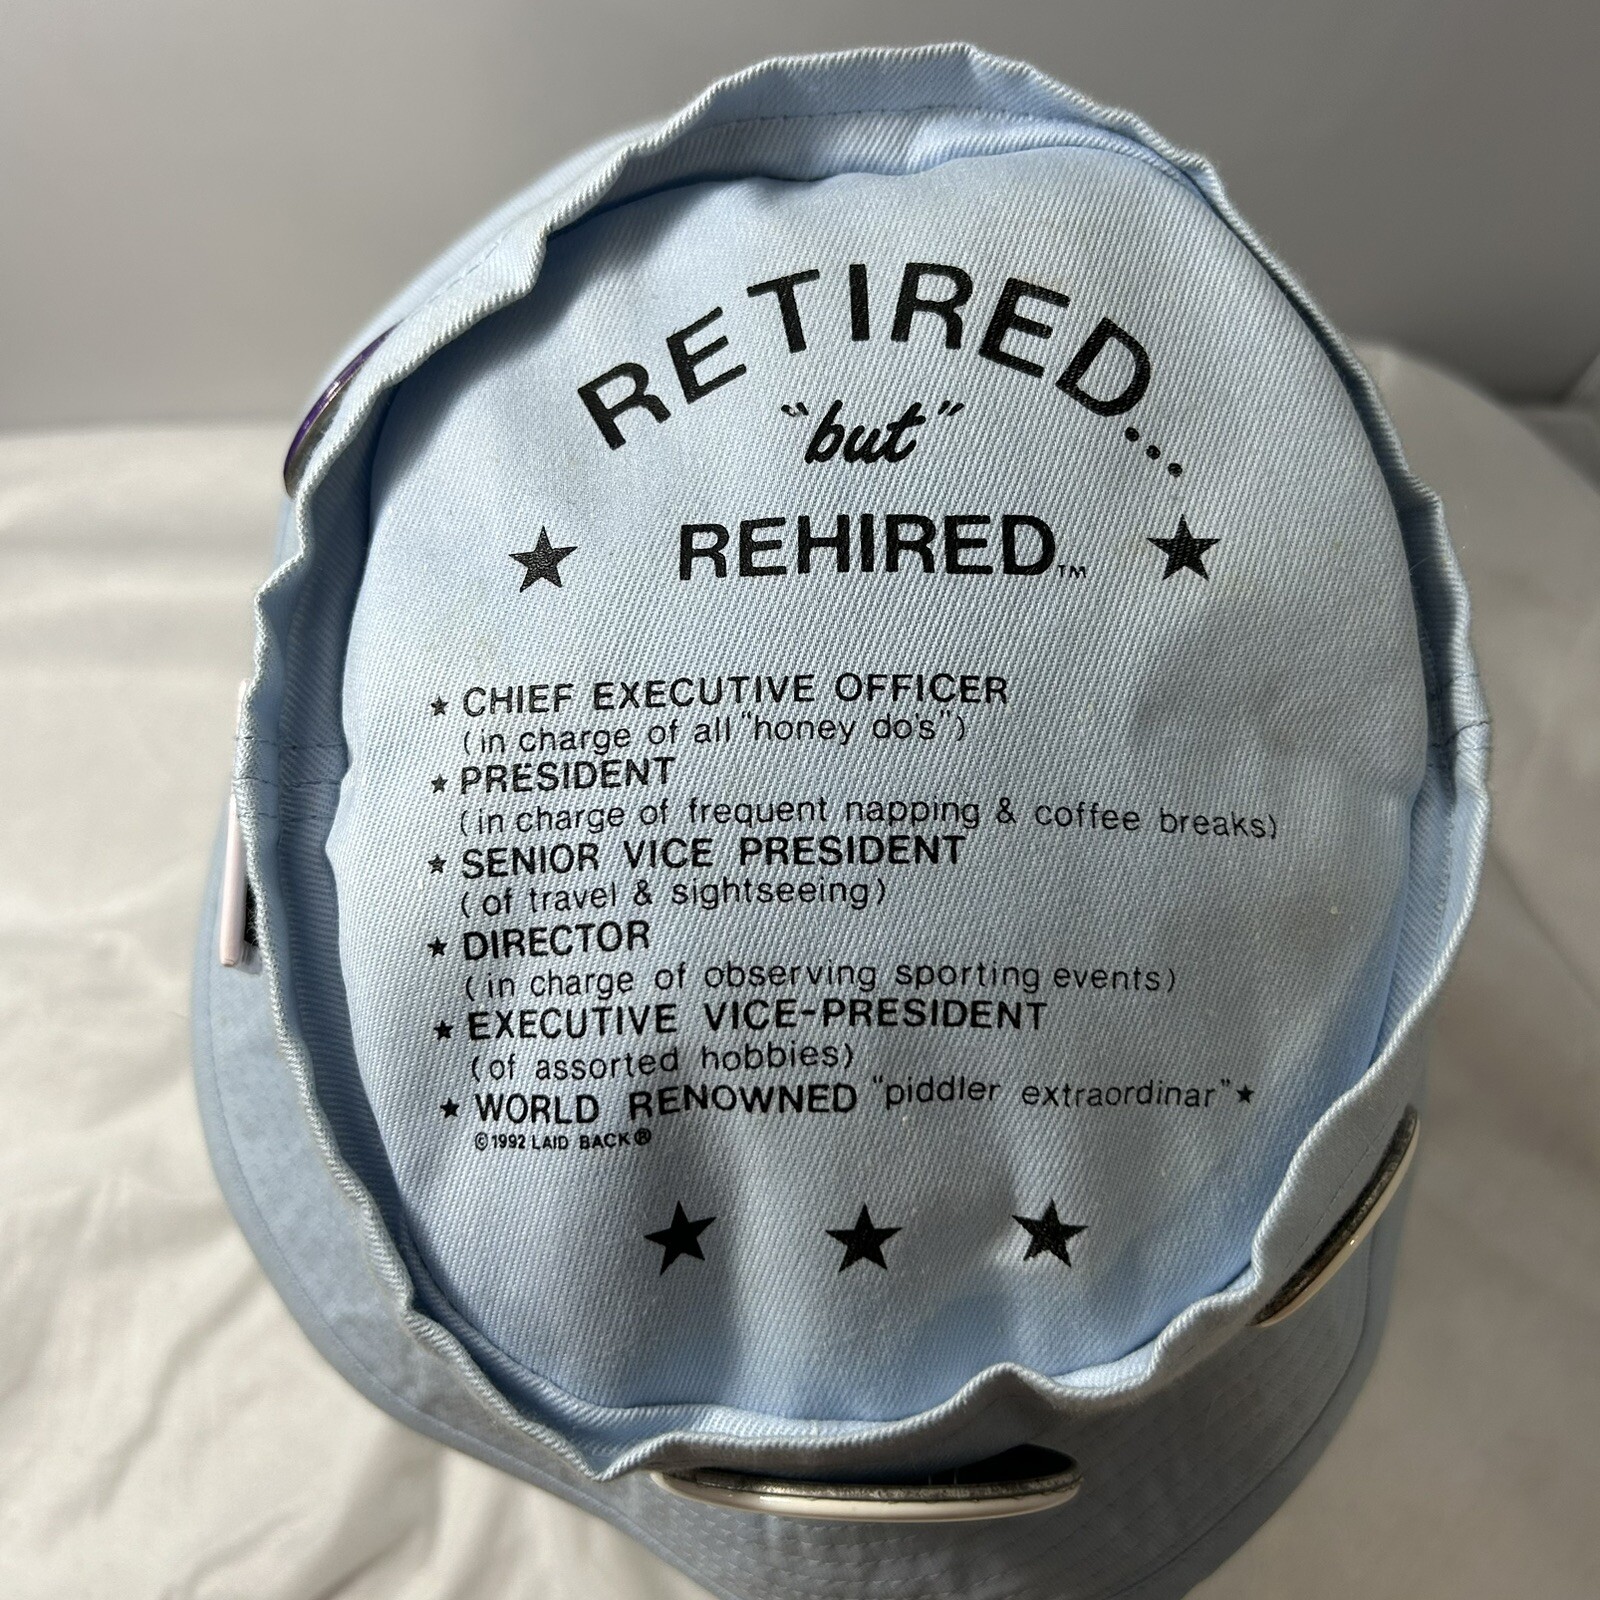 RETIRED...
"but"
★ REHIRED™ ★
★ CHIEF EXECUTIVE OFFICER
(in charge of all "honey do's")
★ PRESIDENT
(in charge of frequent napping & coffee breaks)
★ SENIOR VICE PRESIDENT
(of travel & sightseeing)
★ DIRECTOR
(in charge of observing sporting events)
★ EXECUTIVE VICE-PRESIDENT
(of assorted hobbies)
★ WORLD RENOWNED "piddler extraordinar" ★
©1992 LAID BACK®
★ ★ ★